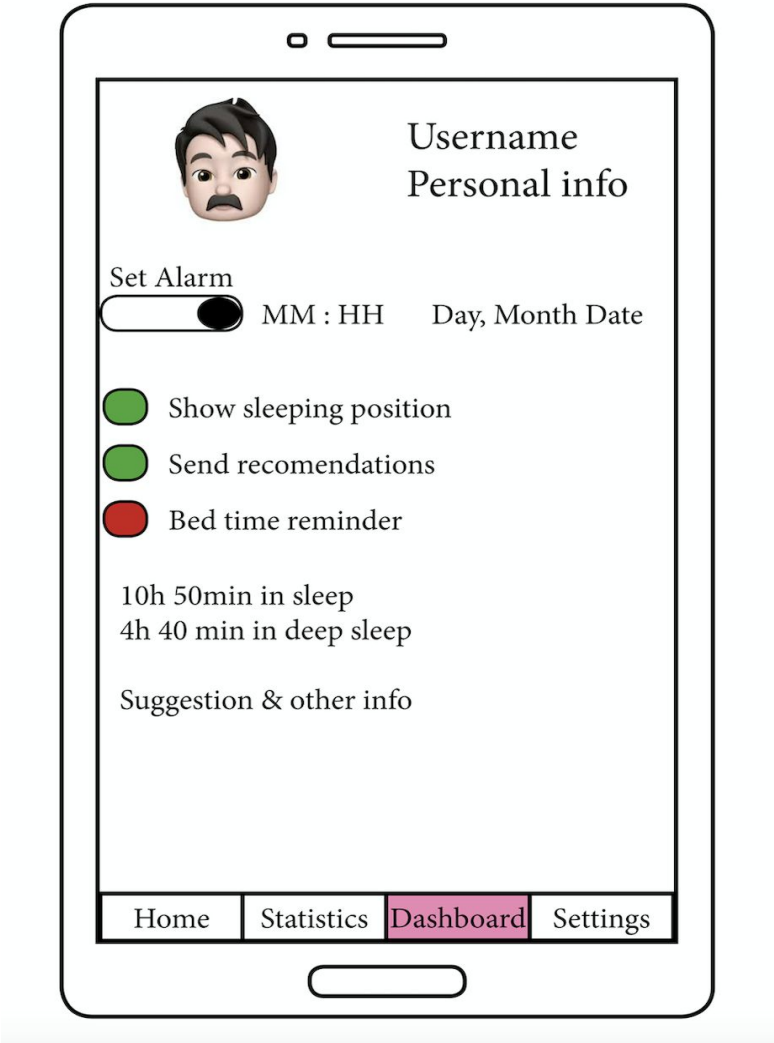 Username
Personal info
Set Alarm
MM : HH Day, Month Date
Show sleeping position
Send recomendations
Bed time reminder
10h 50min in sleep
4h 40 min in deep sleep
Suggestion & other info
Home Statistics Dashboard Settings